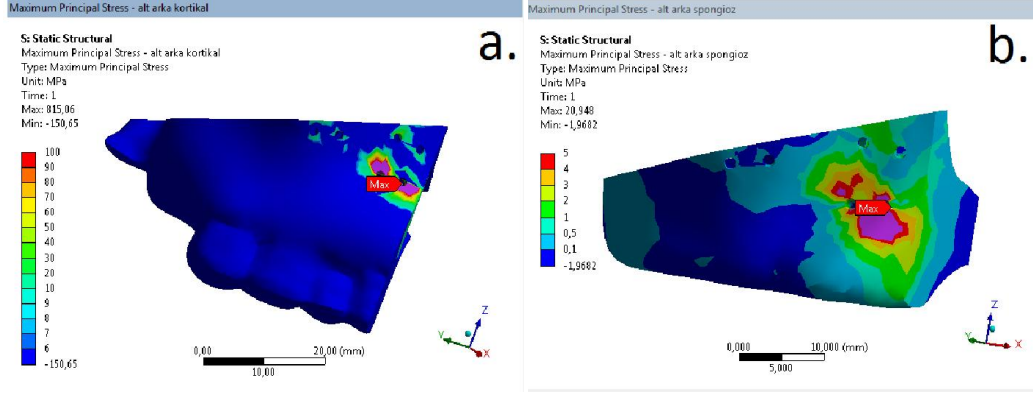 Maximum Principal Stress - alt arka kortikal
S: Static Structural
Maximum Principal Stress - alt arka kortikal
Type: Maximum Principal Stress
Unit: MPa
Time: 1
Max: 815,06
Min: -150,65
a.
100
90
80
70
60
50
40
30
20
10
9
8
7
6
-150,65
Max
0,00
20,00 (mm)
10,00
Z
Y
X
Maximum Principal Stress - alt arka spongioz
S: Static Structural
Maximum Principal Stress - alt arka spongioz
Type: Maximum Principal Stress
Unit: MPa
Time: 1
Max: 20,948
Min: -1,9682
b.
5
4
3
2
1
0,5
0,1
-1,9682
Max
0,000
10,000 (mm)
5,000
Z
Y
X